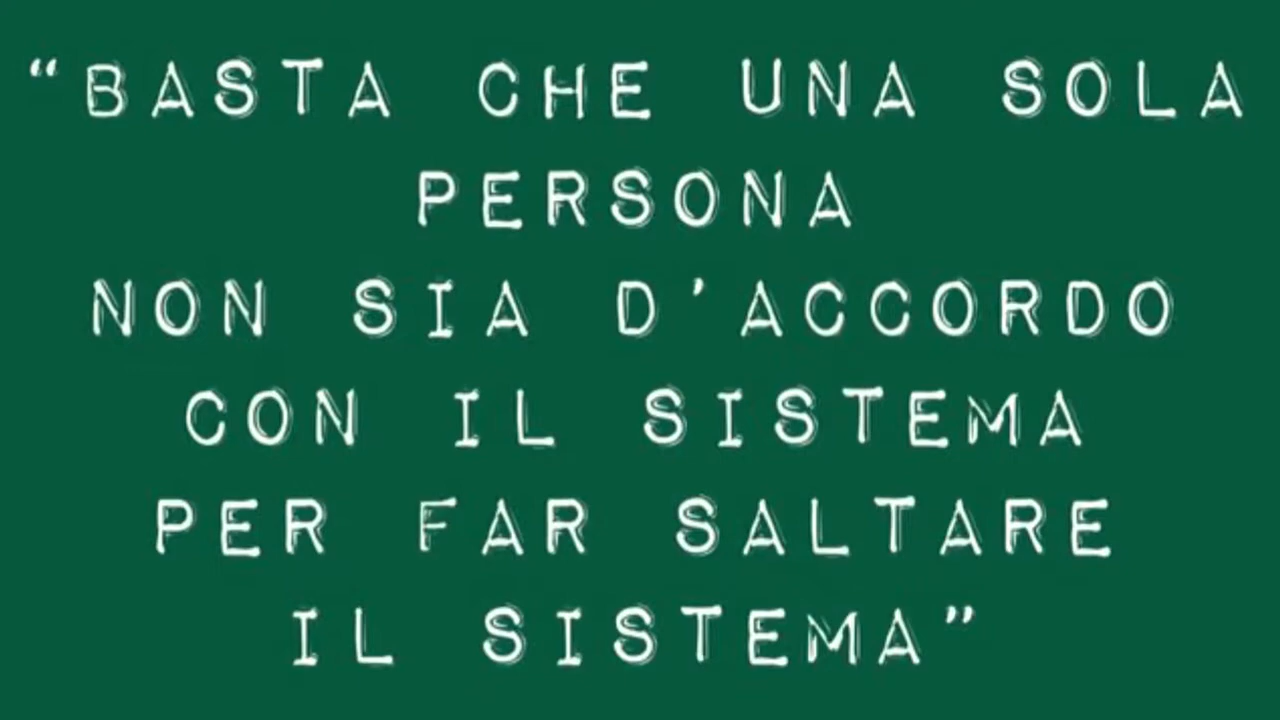 “BASTA CHE UNA SOLA
PERSONA
NON SIA D’ACCORDO
CON IL SISTEMA
PER FAR SALTARE
IL SISTEMA”